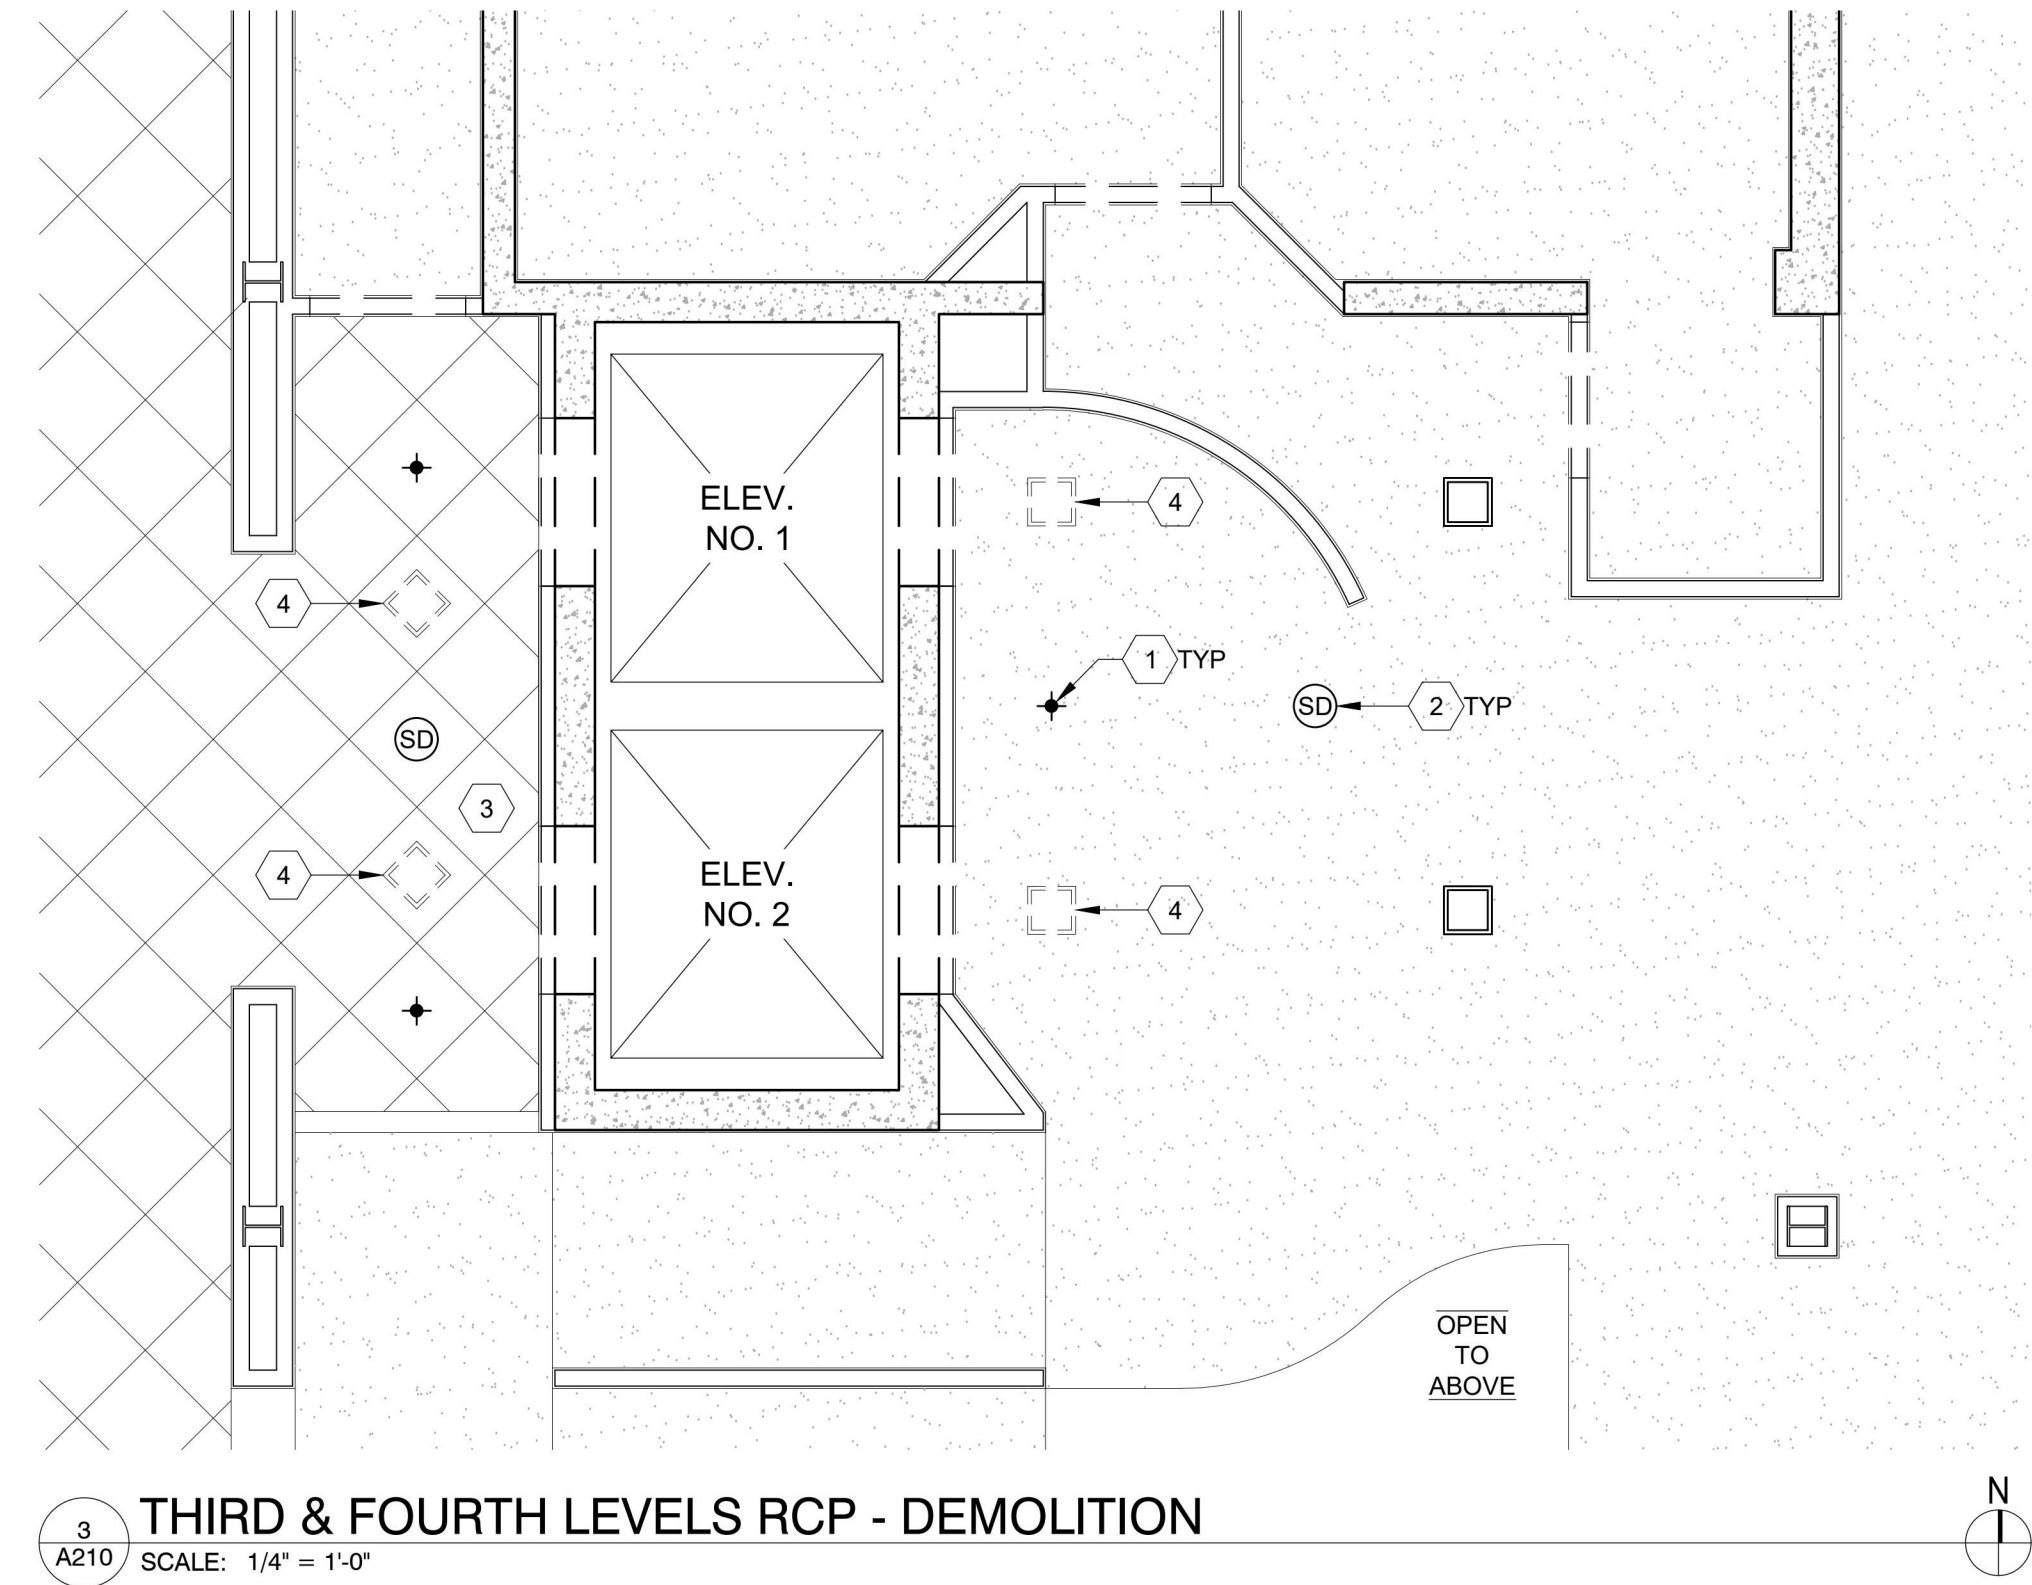 ELEV.
NO. 1
4
4
1 TYP
SD
2 TYP
SD
3
4
ELEV.
NO. 2
4
OPEN
TO
ABOVE
N
3
A210
THIRD & FOURTH LEVELS RCP - DEMOLITION
SCALE: 1/4" = 1'-0"